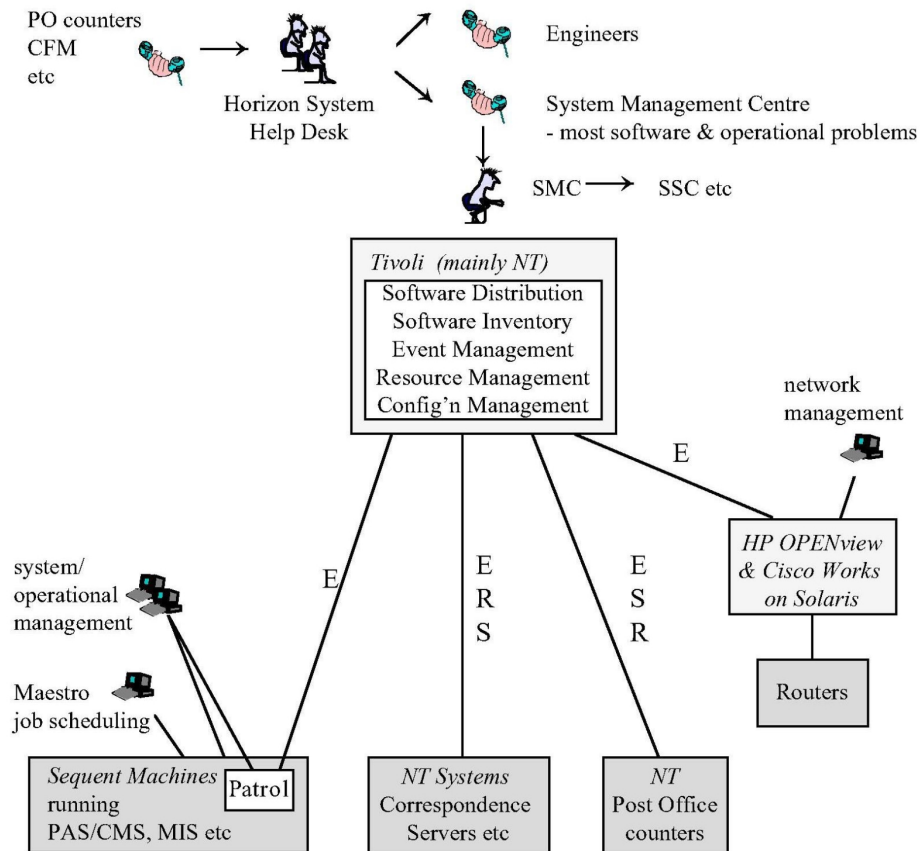 PO counters
CFM
etc
Horizon System
Help Desk
Engineers
System Management Centre
- most software & operational problems
SMC
SSC etc
Tivoli (mainly NT)
Software Distribution
Software Inventory
Event Management
Resource Management
Config'n Management
network
management
E
HP OPENview
& Cisco Works
on Solaris
Routers
system/
operational
management
E
E
R
S
E
S
R
Maestro
job scheduling
Sequent Machines
running
PAS/CMS, MIS etc
Patrol
NT Systems
Correspondence
Servers etc
NT
Post Office
counters